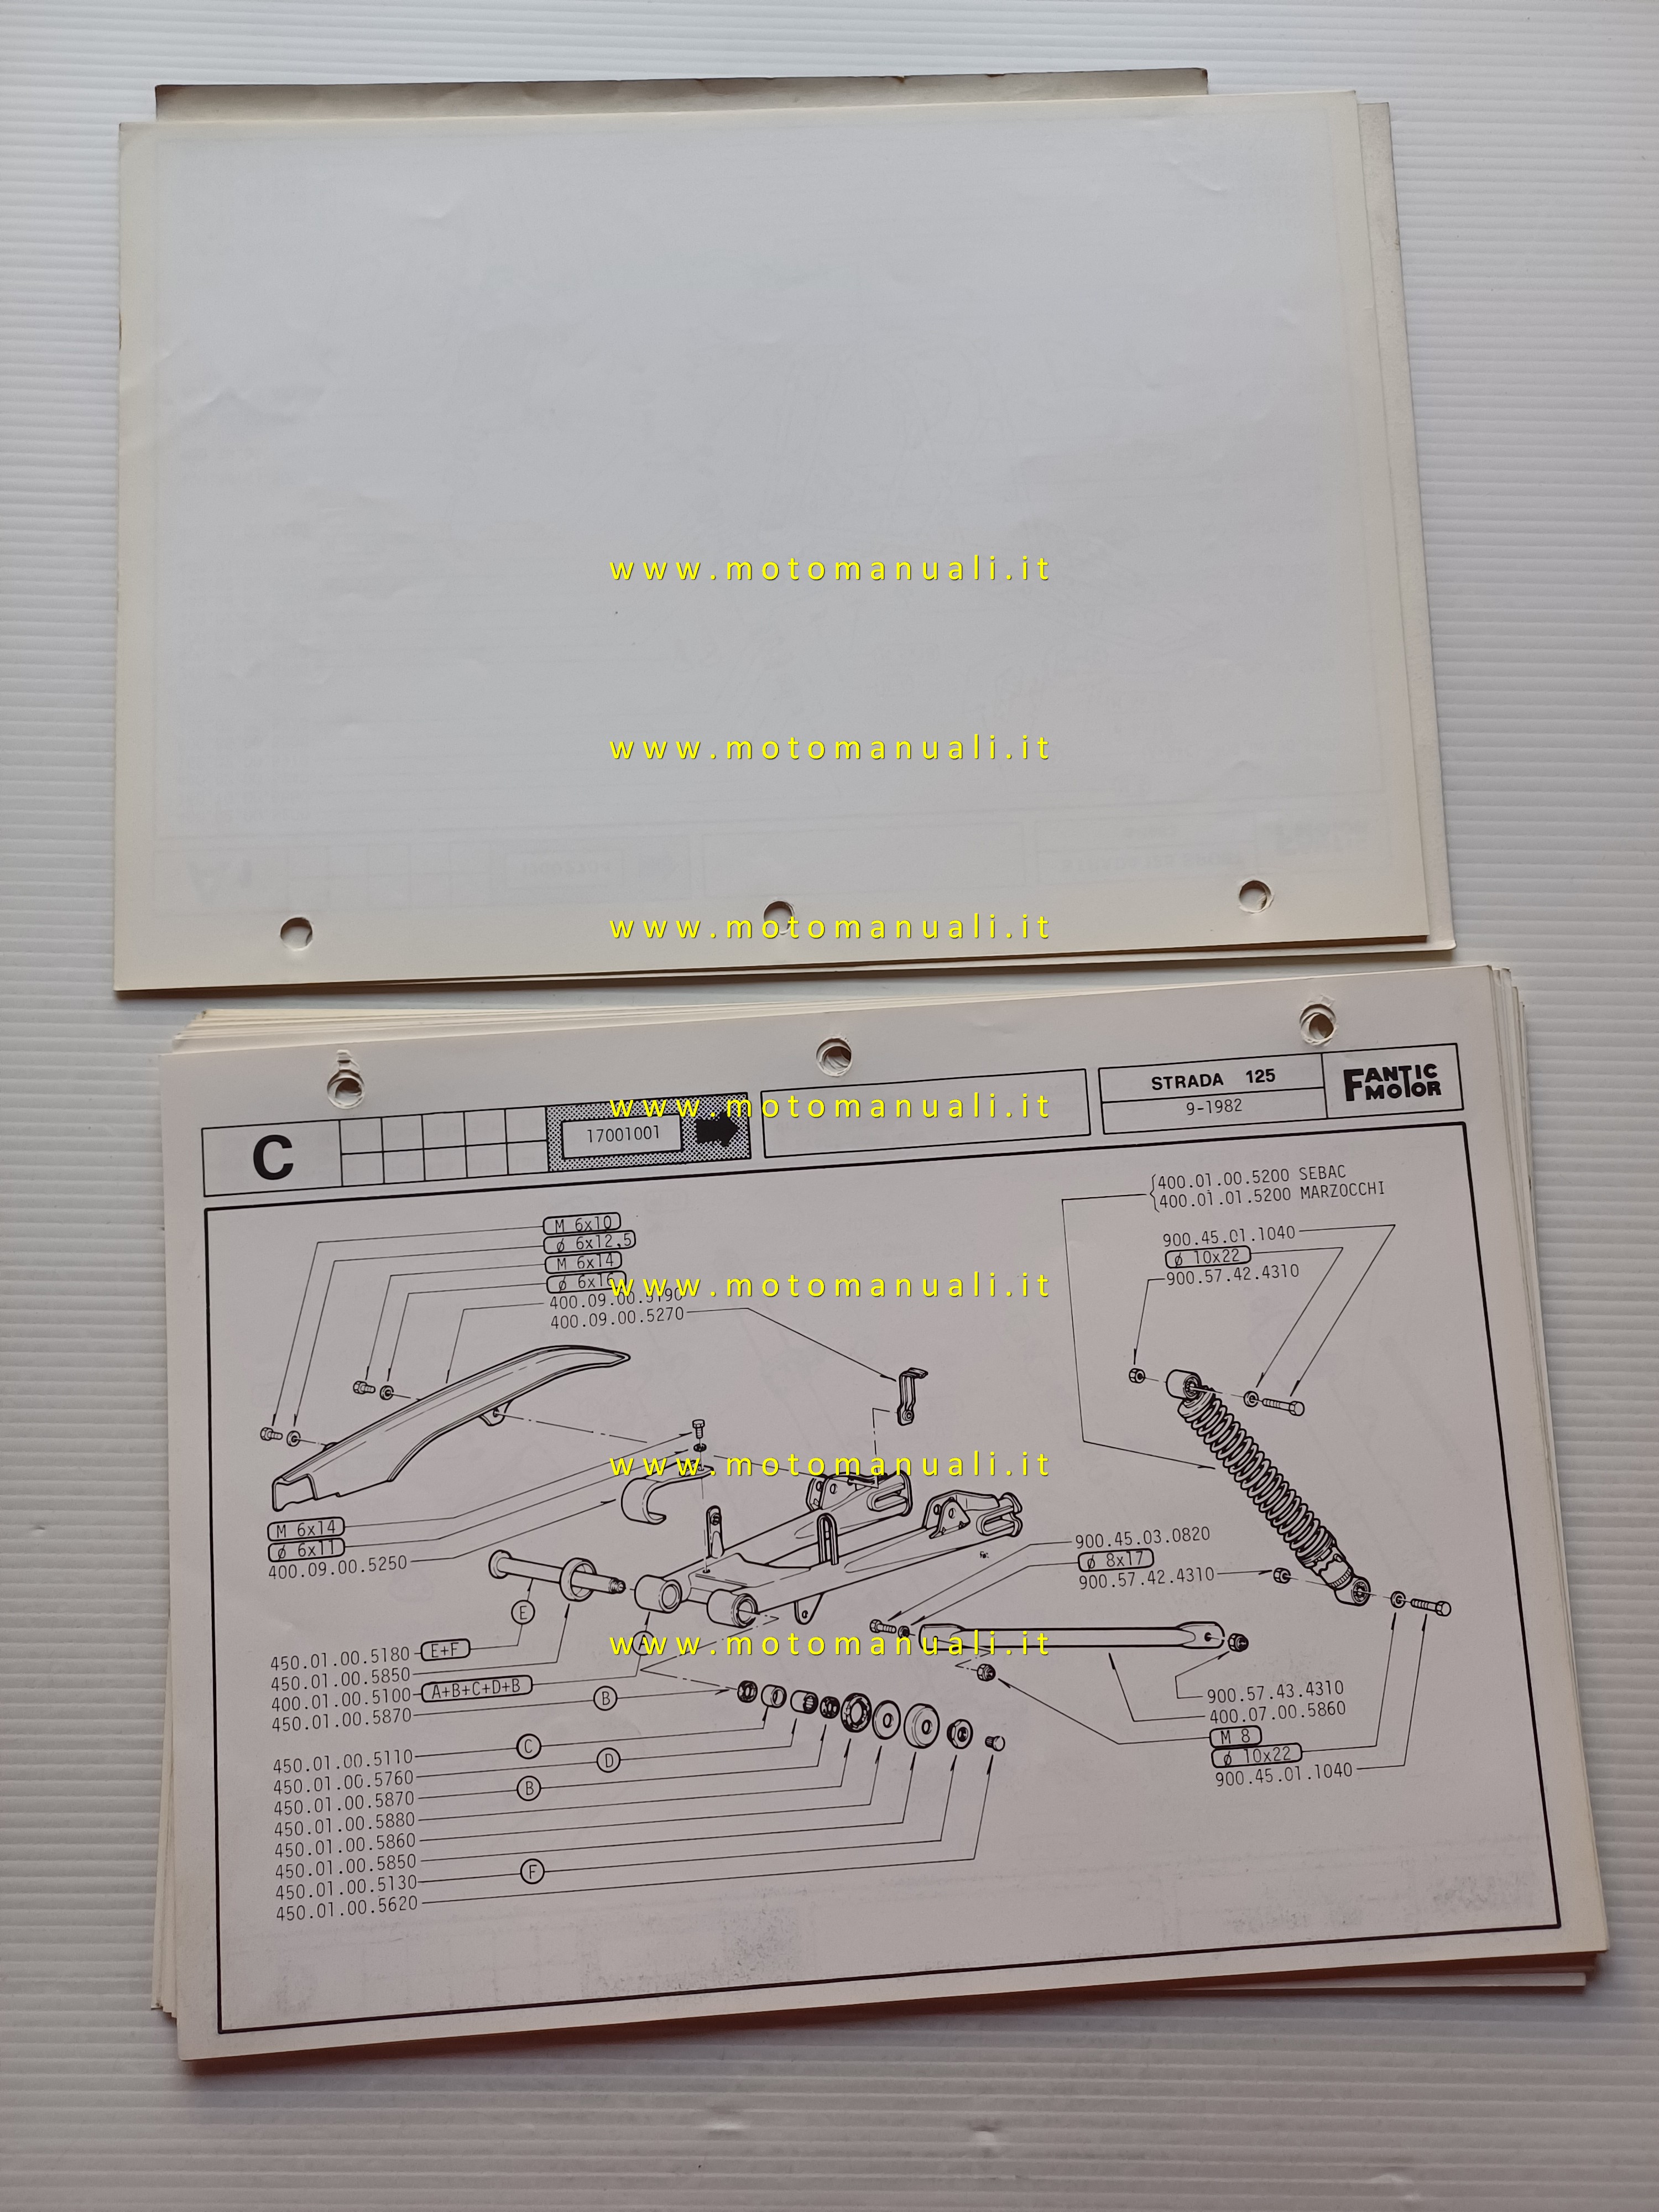 www.motomanuali.it
www.motomanuali.it
www.motomanuali.it
www.motomanuali.it
www.motomanuali.it
www.motomanuali.it
www.motomanuali.it
C
17001001
STRADA 125
9-1982
FANTIC
MOTOR
400.01.00.5200 SEBAC
400.01.01.5200 MARZOCCHI
M 6x10
ø 6x12,5
M 6x14
ø 6x16
400.09.00.5190
400.09.00.5270
900.45.01.1040
ø 10x22
900.57.42.4310
M 6x14
ø 6x11
400.09.00.5250
900.45.03.0820
ø 8x17
900.57.42.4310
E
A
450.01.00.5180 E+F
450.01.00.5850
400.01.00.5100 A+B+C+D+B
450.01.00.5870 B
450.01.00.5110 C
450.01.00.5760 D
450.01.00.5870 B
450.01.00.5880
450.01.00.5860
450.01.00.5850
450.01.00.5130 F
450.01.00.5620
900.57.43.4310
400.07.00.5860
M 8
ø 10x22
900.45.01.1040